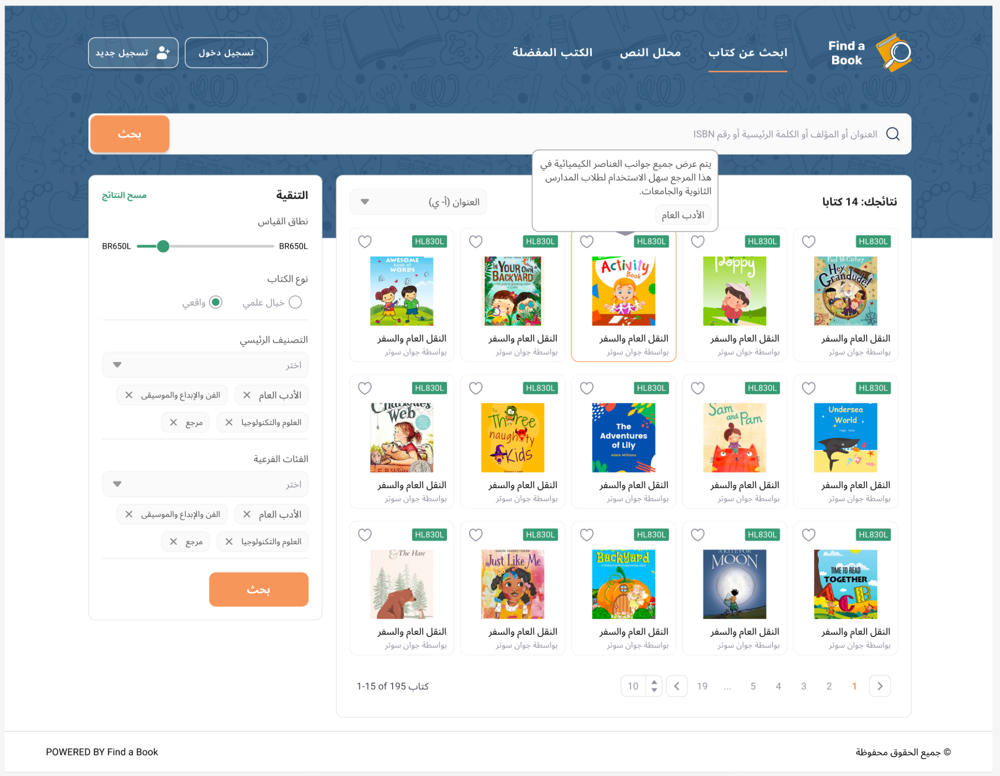 Find a
Book
ابحث عن كتاب
محلل النص
الكتب المفضلة
تسجيل دخول
تسجيل جديد
العنوان أو المؤلف أو الكلمة الرئيسية أو رقم ISBN
بحث
يتم عرض جميع جوانب العناصر الكيميائية في
هذا المرجع سهل الاستخدام لطلاب المدارس
الثانوية والجامعات.
الأدب العام
نتائجك: 14 كتابا
العنوان (أ- ي)
HL830L
Paul McCartney
Hey
Grandude!
النقل العام والسفر
بواسطة جوان سوتر
HL830L
Poppy
النقل العام والسفر
بواسطة جوان سوتر
HL830L
Activity
Book
النقل العام والسفر
بواسطة جوان سوتر
HL830L
IN YOUR OWN
BACKYARD
النقل العام والسفر
بواسطة جوان سوتر
HL830L
AWESOME
book of
WORDS
A B C
النقل العام والسفر
بواسطة جوان سوتر
HL830L
Undersea
World
النقل العام والسفر
بواسطة جوان سوتر
HL830L
Sam
and Pam
النقل العام والسفر
بواسطة جوان سوتر
HL830L
The
Adventures
of Lily
Adele Williams
النقل العام والسفر
بواسطة جوان سوتر
HL830L
The
Three
naughty
Kids
النقل العام والسفر
بواسطة جوان سوتر
HL830L
Charlotte's
Web
E. B. White
النقل العام والسفر
بواسطة جوان سوتر
HL830L
TIME TO READ
TOGETHER
A C B
النقل العام والسفر
بواسطة جوان سوتر
HL830L
A KITE FOR
MOON
النقل العام والسفر
بواسطة جوان سوتر
HL830L
Backyard
A children's guide to discovering nature
النقل العام والسفر
بواسطة جوان سوتر
HL830L
Just Like Me
النقل العام والسفر
بواسطة جوان سوتر
HL830L
& The Hare
النقل العام والسفر
بواسطة جوان سوتر
1 2 3 4 5 ... 19
10
1-15 of 195 كتاب
التنقية
مسح النتائج
نطاق القياس
BR650L
BR650L
نوع الكتاب
خيال علمي
واقعي
التصنيف الرئيسي
اختر
الأدب العام
الفن والإبداع والموسيقى
العلوم والتكنولوجيا
مرجع
الفئات الفرعية
اختر
الأدب العام
الفن والإبداع والموسيقى
العلوم والتكنولوجيا
مرجع
بحث
© جميع الحقوق محفوظة
POWERED BY Find a Book